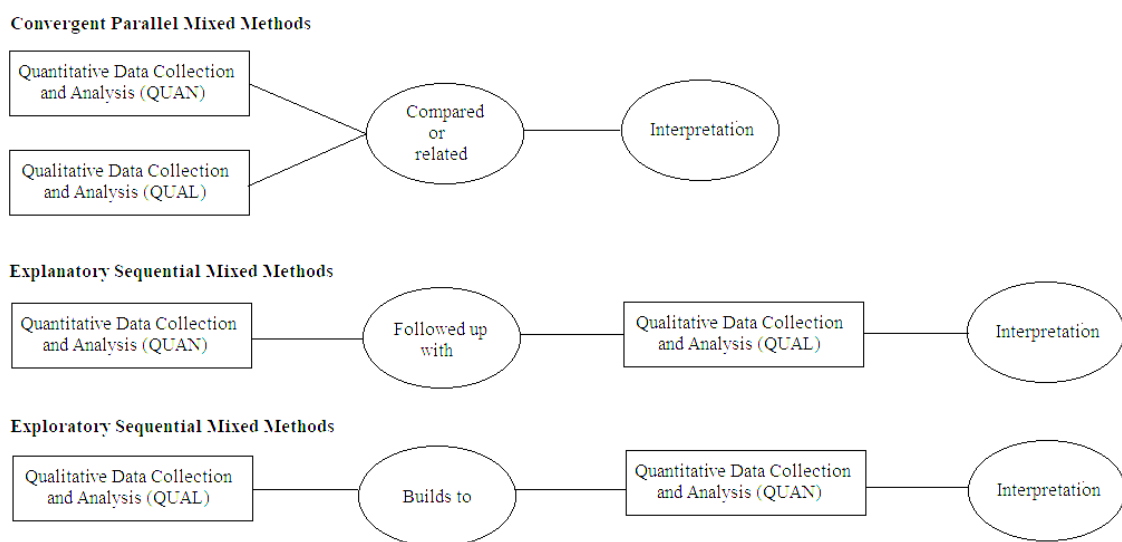 Convergent Parallel Mixed Methods
Quantitative Data Collection
and Analysis (QUAN)
Qualitative Data Collection
and Analysis (QUAL)
Compared
or
related
Interpretation
Explanatory Sequential Mixed Methods
Quantitative Data Collection
and Analysis (QUAN)
Followed up
with
Qualitative Data Collection
and Analysis (QUAL)
Interpretation
Exploratory Sequential Mixed Methods
Qualitative Data Collection
and Analysis (QUAL)
Builds to
Quantitative Data Collection
and Analysis (QUAN)
Interpretation